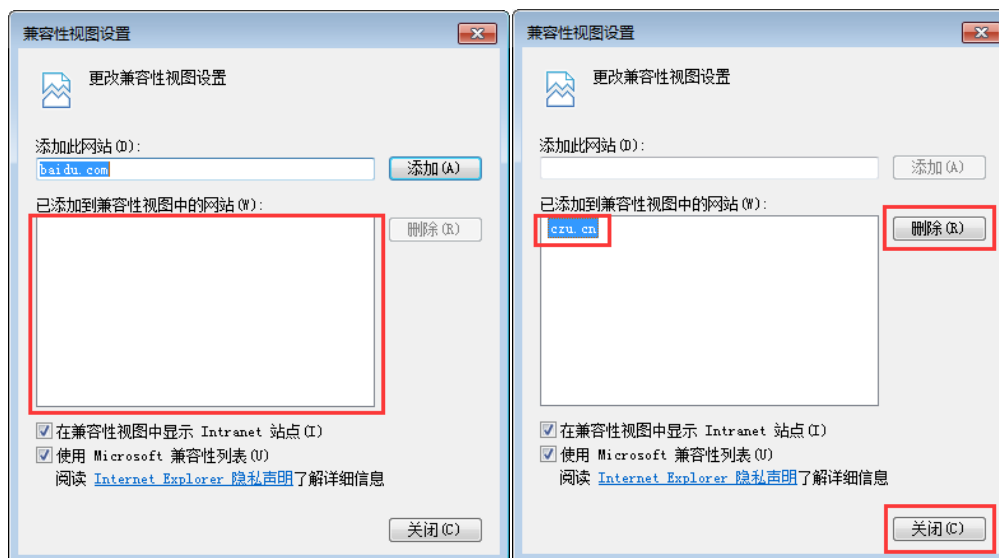 兼容性视图设置
更改兼容性视图设置
添加此网站(D):
baidu.com
添加(A)
已添加到兼容性视图中的网站(W):
删除(R)
在兼容性视图中显示 Intranet 站点(I)
使用 Microsoft 兼容性列表(U)
阅读 Internet Explorer 隐私声明了解详细信息
关闭(C)
兼容性视图设置
更改兼容性视图设置
添加此网站(D):
添加(A)
已添加到兼容性视图中的网站(W):
czu.cn
删除(R)
在兼容性视图中显示 Intranet 站点(I)
使用 Microsoft 兼容性列表(U)
阅读 Internet Explorer 隐私声明了解详细信息
关闭(C)